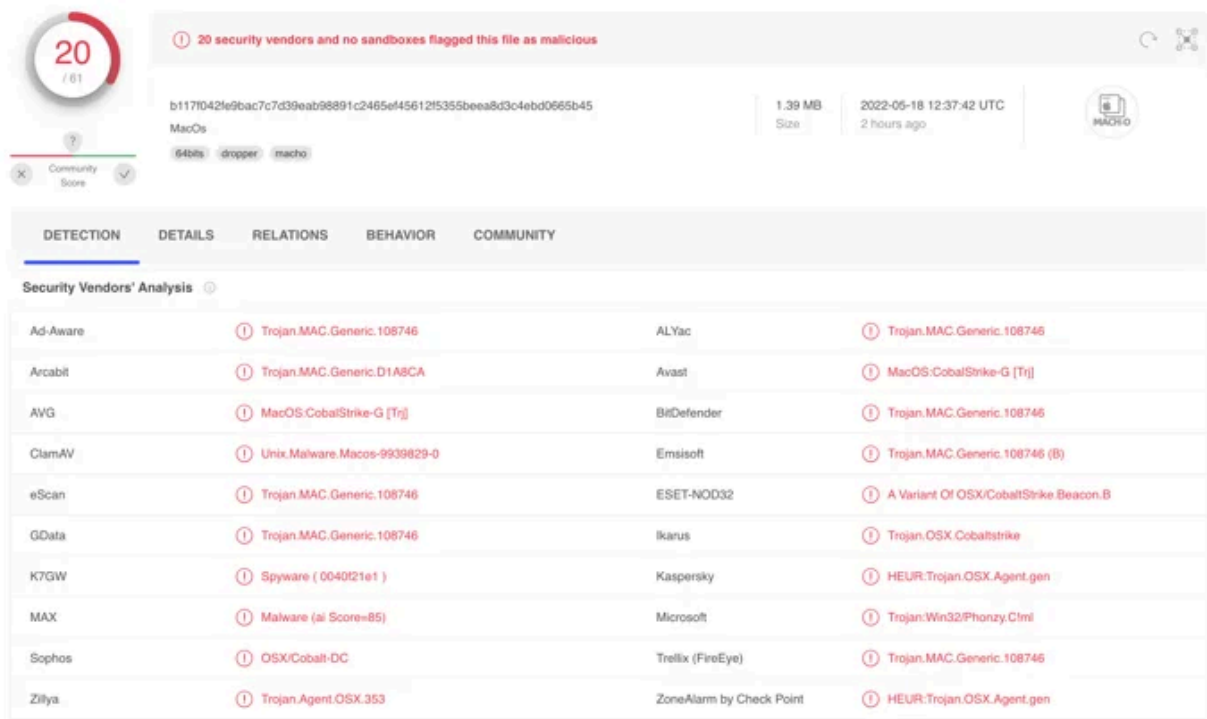 20
/ 61
20 security vendors and no sandboxes flagged this file as malicious
b117f042fe9bac7c7d39eab98891c2465ef45612f5355beea8d3c4ebd0665b45
MacOs
64bits dropper macho
1.39 MB
Size
2022-05-18 12:37:42 UTC
2 hours ago
MACH-O
?
Community
Score
DETECTION DETAILS RELATIONS BEHAVIOR COMMUNITY
Security Vendors' Analysis
Ad-Aware Trojan.MAC.Generic.108746 ALYac Trojan.MAC.Generic.108746
Arcabit Trojan.MAC.Generic.D1A8CA Avast MacOS:CobalStrike-G [Trj]
AVG MacOS:CobalStrike-G [Trj] BitDefender Trojan.MAC.Generic.108746
ClamAV Unix.Malware.Macos-9939829-0 Emsisoft Trojan.MAC.Generic.108746 (B)
eScan Trojan.MAC.Generic.108746 ESET-NOD32 A Variant Of OSX/CobaltStrike.Beacon.B
GData Trojan.MAC.Generic.108746 Ikarus Trojan.OSX.Cobaltstrike
K7GW Spyware ( 0040f21e1 ) Kaspersky HEUR:Trojan.OSX.Agent.gen
MAX Malware (ai Score=85) Microsoft Trojan:Win32/Phonzy.C!ml
Sophos OSX/Cobalt-DC Trellix (FireEye) Trojan.MAC.Generic.108746
Zillya Trojan.Agent.OSX.353 ZoneAlarm by Check Point HEUR:Trojan.OSX.Agent.gen